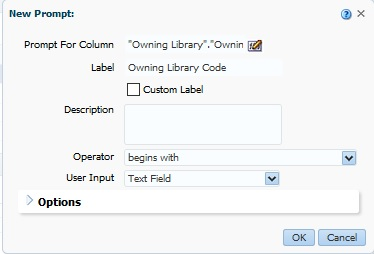 New Prompt:
Prompt For Column "Owning Library"."Ownin
Label Owning Library Code
Custom Label
Description
Operator begins with
User Input Text Field
Options
OK Cancel